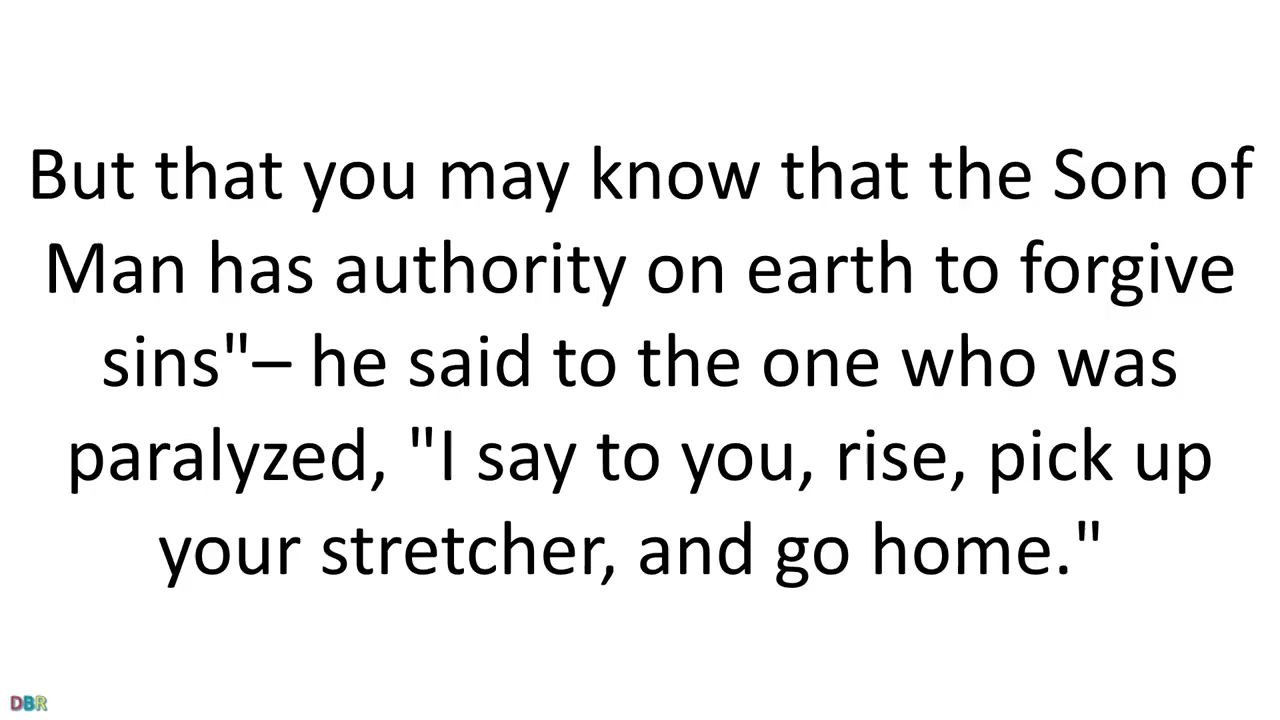 But that you may know that the Son of
Man has authority on earth to forgive
sins"– he said to the one who was
paralyzed, "I say to you, rise, pick up
your stretcher, and go home."
DBR